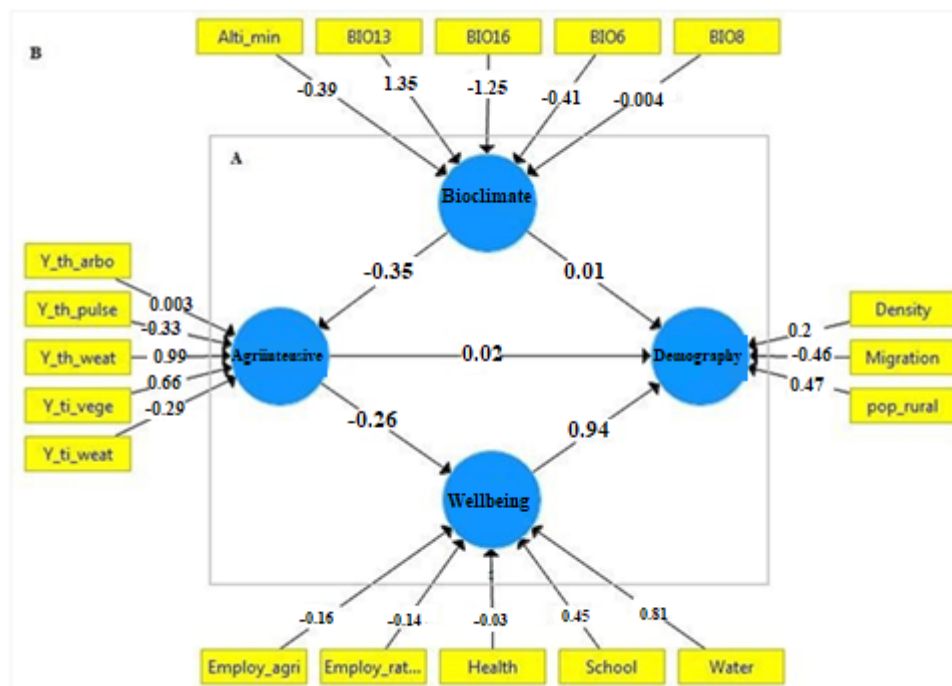 B
Alti_min
BIO13
BIO16
BIO6
BIO8
-0.39
1.35
-1.25
-0.41
-0.004
A
Bioclimate
Y_th_arbo
Y_th_pulse
Y_th_weat
Y_ti_vege
Y_ti_weat
0.003
-0.33
0.99
0.66
-0.29
-0.35
0.01
Agriintensive
0.02
Demography
0.2
-0.46
0.47
Density
Migration
pop_rural
-0.26
0.94
Wellbeing
-0.16
-0.14
-0.03
0.45
0.81
Employ_agri
Employ_rat...
Health
School
Water